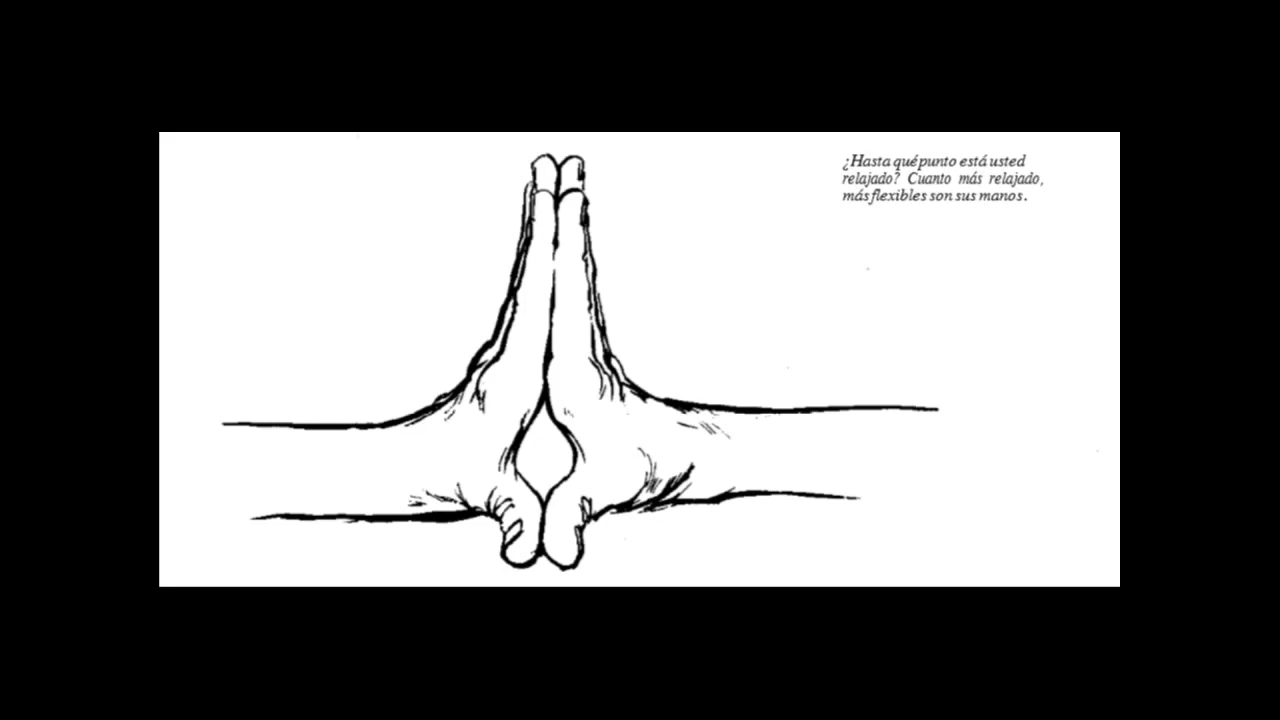 ¿Hasta qué punto está usted
relajado? Cuanto más relajado,
más flexibles son sus manos.